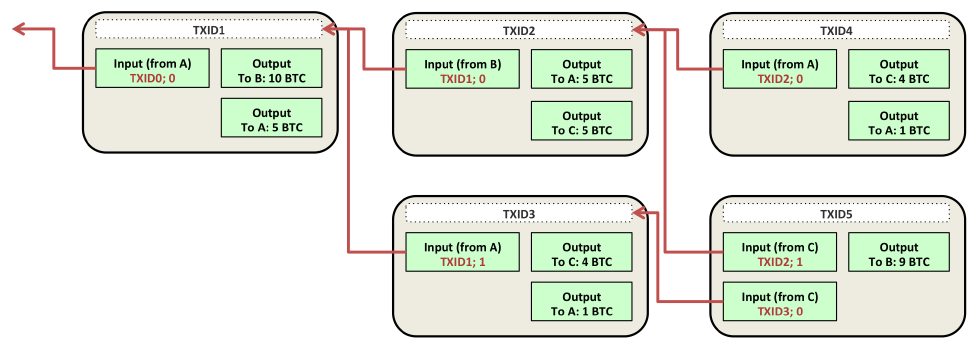 TXID1
Input (from A)
TXID0; 0
Output
To B: 10 BTC
Output
To A: 5 BTC
TXID2
Input (from B)
TXID1; 0
Output
To A: 5 BTC
Output
To C: 5 BTC
TXID4
Input (from A)
TXID2; 0
Output
To C: 4 BTC
Output
To A: 1 BTC
TXID3
Input (from A)
TXID1; 1
Output
To C: 4 BTC
Output
To A: 1 BTC
TXID5
Input (from C)
TXID2; 1
Output
To B: 9 BTC
Input (from C)
TXID3; 0